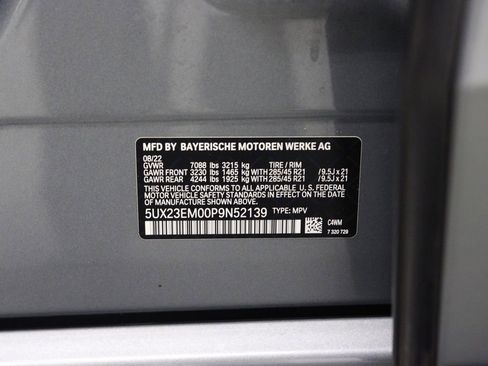 MFD BY BAYERISCHE MOTOREN WERKE AG
08/22
GVWR 7088 lbs 3215 kg TIRE / RIM
GAWR FRONT 3230 lbs 1465 kg WITH 285/45 R21 / 9.5J x 21
GAWR REAR 4244 lbs 1925 kg WITH 285/45 R21 / 9.5J x 21
THIS VEHICLE CONFORMS TO ALL APPLICABLE U.S. FEDERAL
MOTOR VEHICLE SAFETY STANDARDS IN EFFECT ON THE DATE OF
MANUFACTURE SHOWN ABOVE.
5UX23EM00P9N52139 TYPE: MPV
C4WM
7 320 729